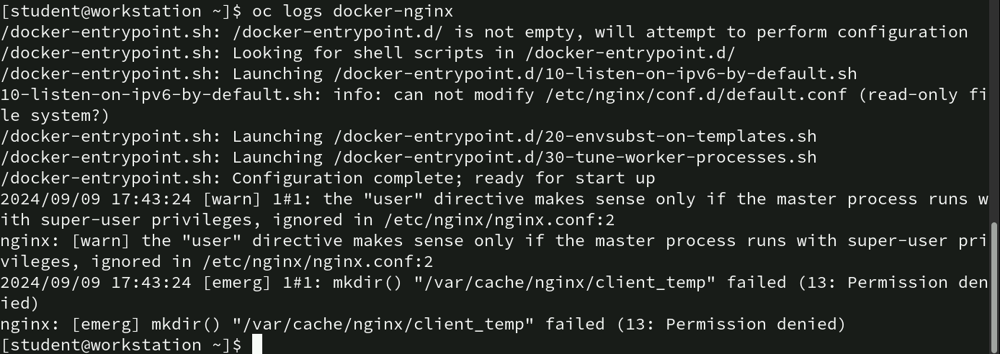 [student@workstation ~]$ oc logs docker-nginx
/docker-entrypoint.sh: /docker-entrypoint.d/ is not empty, will attempt to perform configuration
/docker-entrypoint.sh: Looking for shell scripts in /docker-entrypoint.d/
/docker-entrypoint.sh: Launching /docker-entrypoint.d/10-listen-on-ipv6-by-default.sh
10-listen-on-ipv6-by-default.sh: info: can not modify /etc/nginx/conf.d/default.conf (read-only fi
le system?)
/docker-entrypoint.sh: Launching /docker-entrypoint.d/20-envsubst-on-templates.sh
/docker-entrypoint.sh: Launching /docker-entrypoint.d/30-tune-worker-processes.sh
/docker-entrypoint.sh: Configuration complete; ready for start up
2024/09/09 17:43:24 [warn] 1#1: the "user" directive makes sense only if the master process runs w
ith super-user privileges, ignored in /etc/nginx/nginx.conf:2
nginx: [warn] the "user" directive makes sense only if the master process runs with super-user pri
vileges, ignored in /etc/nginx/nginx.conf:2
2024/09/09 17:43:24 [emerg] 1#1: mkdir() "/var/cache/nginx/client_temp" failed (13: Permission den
ied)
nginx: [emerg] mkdir() "/var/cache/nginx/client_temp" failed (13: Permission denied)
[student@workstation ~]$